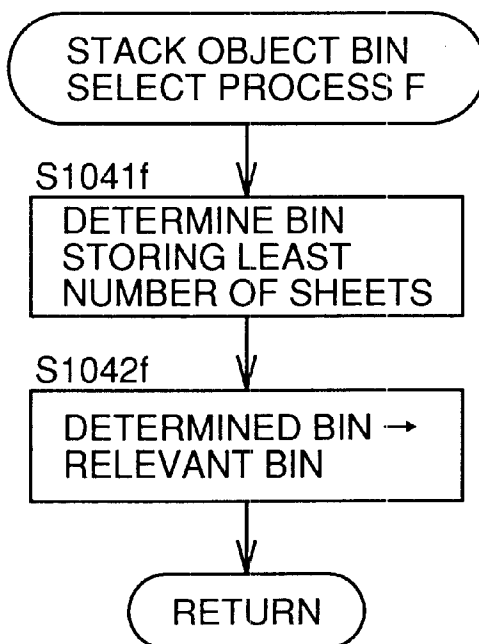 STACK OBJECT BIN
SELECT PROCESS F
S1041f
DETERMINE BIN
STORING LEAST
NUMBER OF SHEETS
S1042f
DETERMINED BIN →
RELEVANT BIN
RETURN